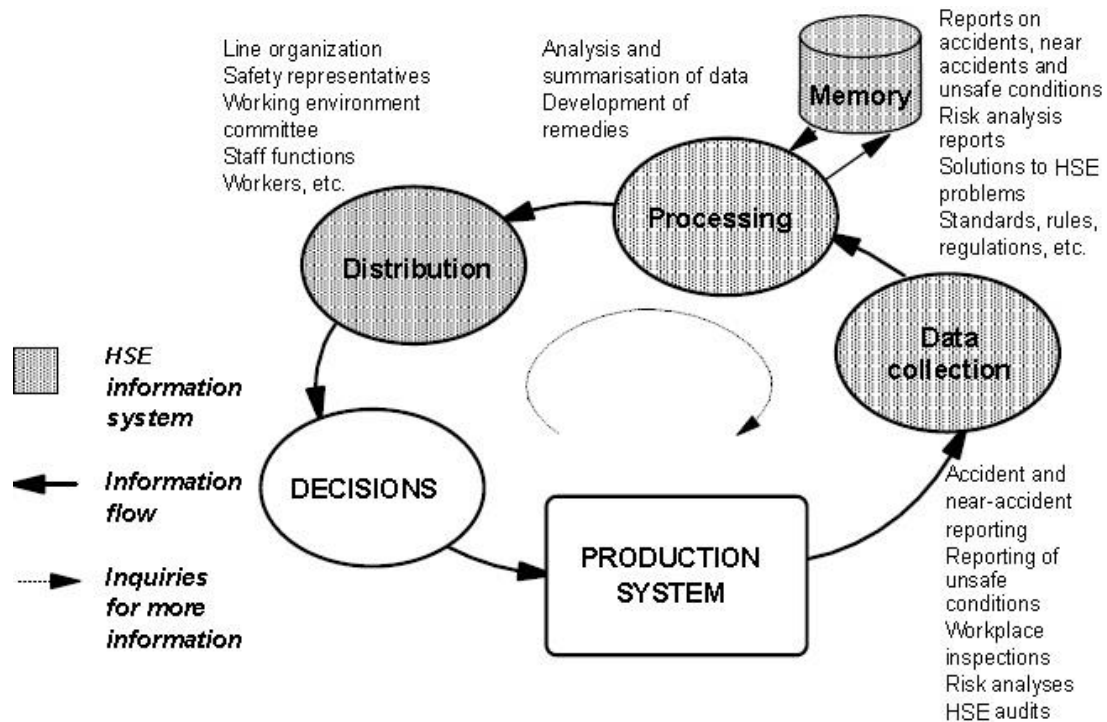 Line organization
Safety representatives
Working environment
committee
Staff functions
Workers, etc.
Analysis and
summarisation of data
Development of
remedies
Memory
Reports on
accidents, near
accidents and
unsafe conditions
Risk analysis
reports
Solutions to HSE
problems
Standards, rules,
regulations, etc.
Processing
Distribution
Data
collection
HSE
information
system
Information
flow
Inquiries
for more
information
DECISIONS
PRODUCTION
SYSTEM
Accident and
near-accident
reporting
Reporting of
unsafe
conditions
Workplace
inspections
Risk analyses
HSE audits